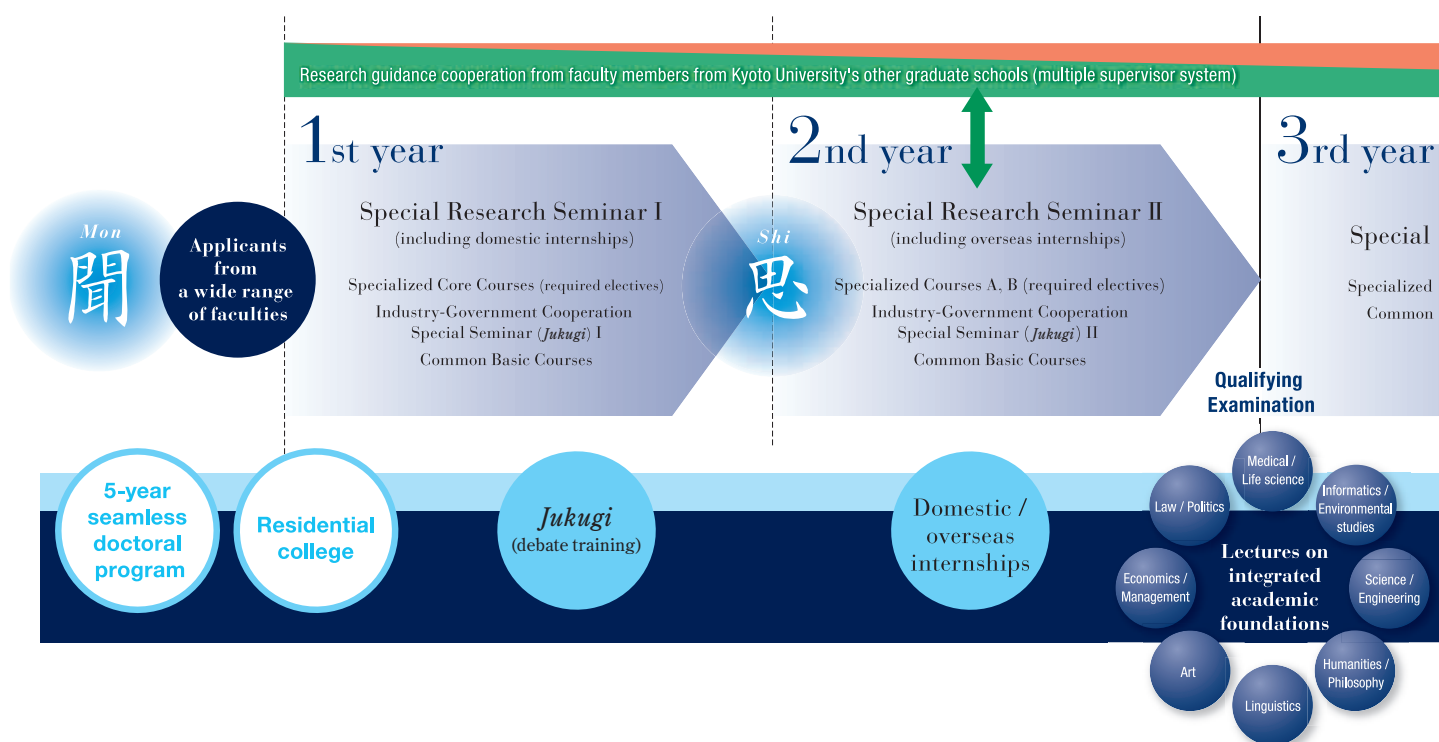 Research guidance cooperation from faculty members from Kyoto University's other graduate schools (multiple supervisor system)
1st year
2nd year
3rd year
Mon
聞
Applicants
from
a wide range
of faculties
Special Research Seminar I
(including domestic internships)
Specialized Core Courses (required electives)
Industry-Government Cooperation
Special Seminar (Jukugi) I
Common Basic Courses
Shi
思
Special Research Seminar II
(including overseas internships)
Specialized Courses A, B (required electives)
Industry-Government Cooperation
Special Seminar (Jukugi) II
Common Basic Courses
Special
Specialized
Common
Qualifying
Examination
5-year
seamless
doctoral
program
Residential
college
Jukugi
(debate training)
Domestic /
overseas
internships
Lectures on
integrated
academic
foundations
Medical /
Life science
Informatics /
Environmental
studies
Science /
Engineering
Humanities /
Philosophy
Linguistics
Art
Economics /
Management
Law / Politics